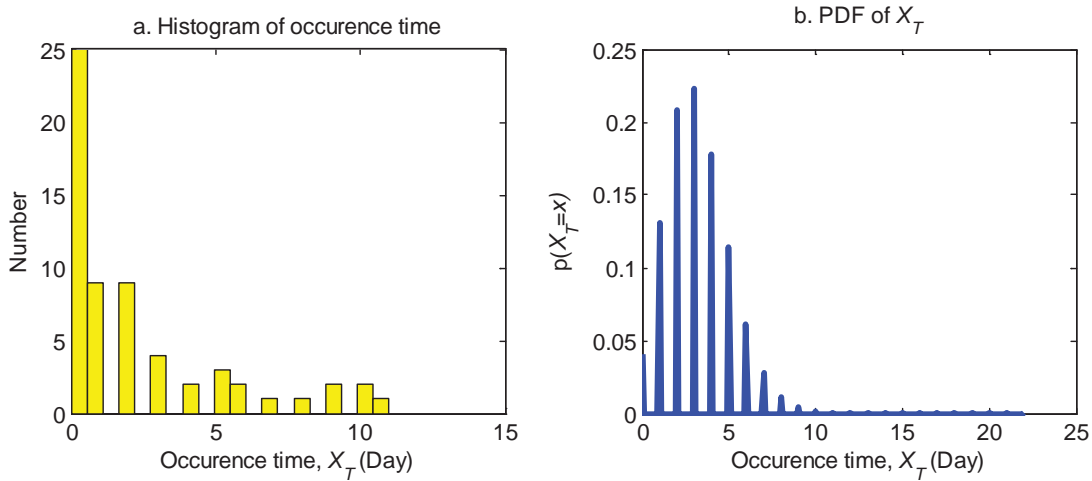 a. Histogram of occurence time
25
20
15
10
5
0
Number
0 5 10 15
Occurence time, X_T (Day)
b. PDF of X_T
0.25
0.2
0.15
0.1
0.05
0
p(X_T=x)
0 5 10 15 20 25
Occurence time, X_T (Day)